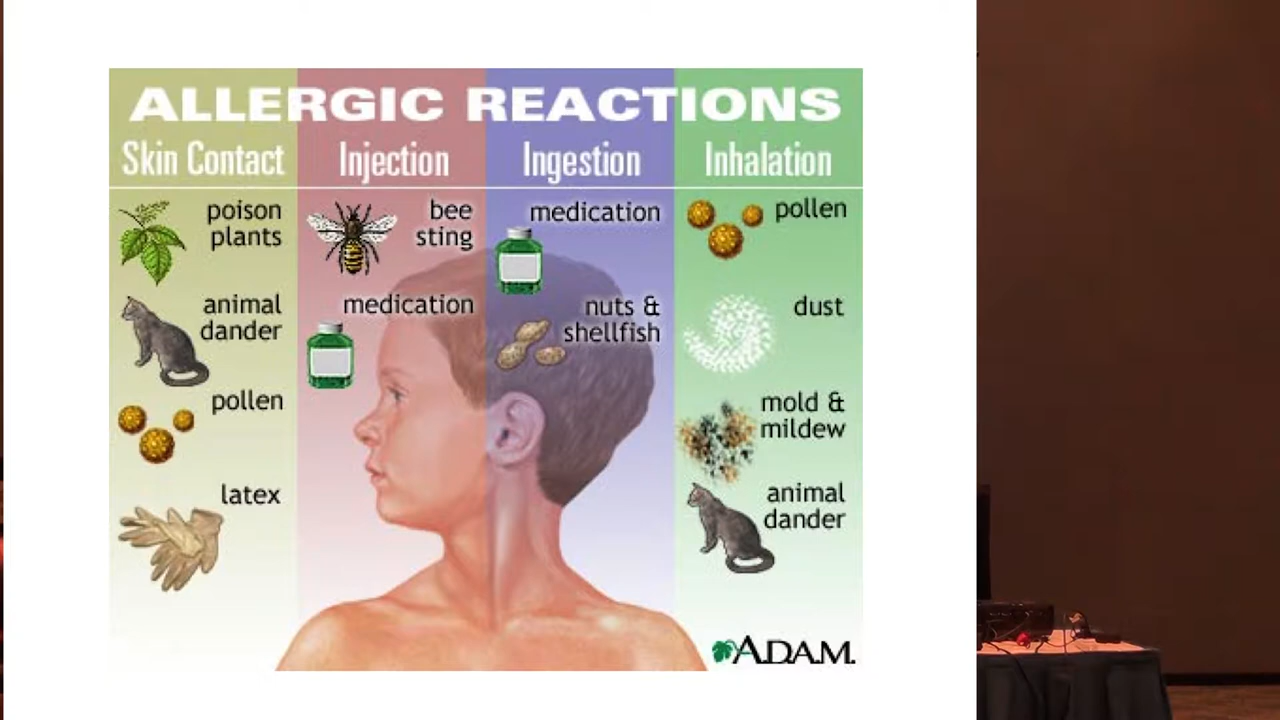 ALLERGIC REACTIONS
Skin Contact
poison
plants
animal
dander
pollen
latex
Injection
bee
sting
medication
Ingestion
medication
nuts &
shellfish
Inhalation
pollen
dust
mold &
mildew
animal
dander
A.D.A.M.